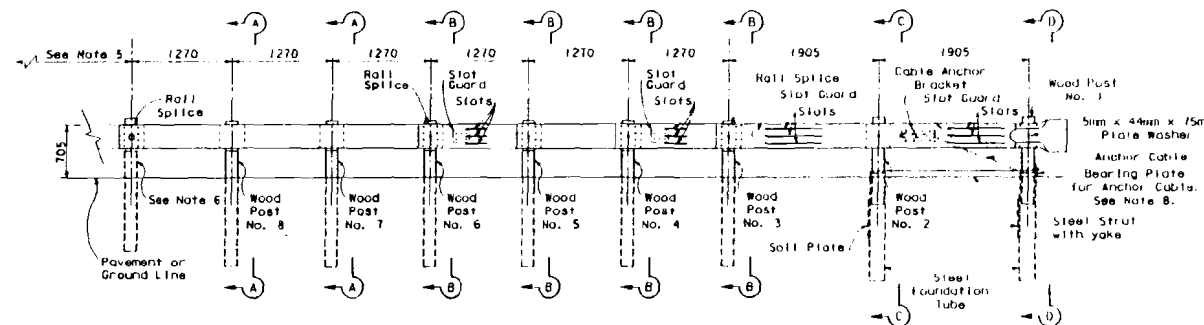 A A B B B B C D
See Note 5 1270 1270 1270 1270 1270 1270 1905 1905
Rail
Splice
Rail
Splice
Slot
Guard
Slots
Slot
Guard
Slots
Rail Splice
Slot Guard
Slots
Cable Anchor
Bracket
Slot Guard
Slots
Wood Post
No. 1
5mm x 44mm x 75m
Plate Washer
Anchor Cable
Bearing Plate
for Anchor Cable.
See Note 8.
Steel Strut
with yoke
705
See Note 6
Wood
Post
No. 8
Wood
Post
No. 7
Wood
Post
No. 6
Wood
Post
No. 5
Wood
Post
No. 4
Wood
Post
No. 3
Wood
Post
No. 2
Soil Plate
Pavement or
Ground Line
Steel
Foundation
Tube
A A B B B B C D